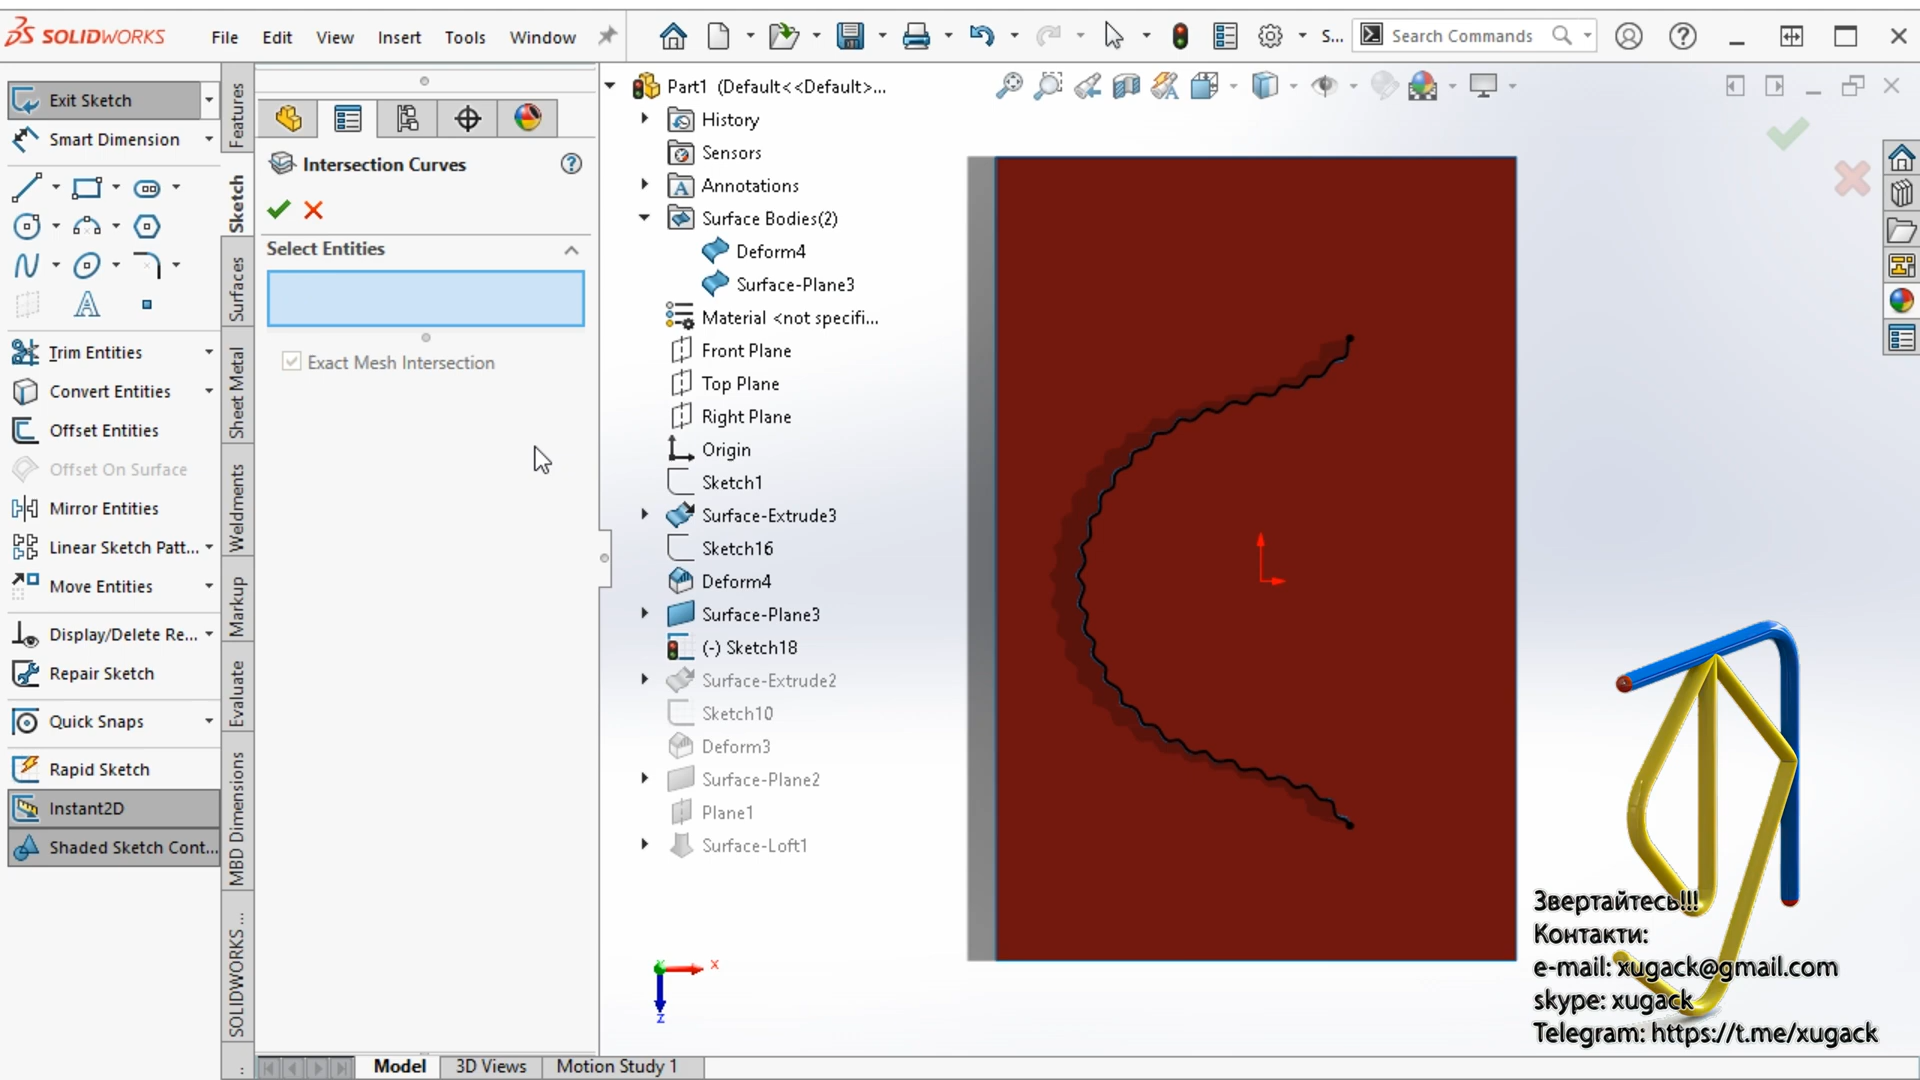 SOLIDWORKS
File
Edit
View
Insert
Tools
Window
S...
Search Commands
Exit Sketch
Smart Dimension
Trim Entities
Convert Entities
Offset Entities
Offset On Surface
Mirror Entities
Linear Sketch Patt...
Move Entities
Display/Delete Re...
Repair Sketch
Quick Snaps
Rapid Sketch
Instant2D
Shaded Sketch Cont...
Features
Sketch
Surfaces
Sheet Metal
Weldments
Markup
Evaluate
MBD Dimensions
SOLIDWORKS ...
Intersection Curves
Select Entities
Exact Mesh Intersection
Part1 (Default<<Default>...
History
Sensors
Annotations
Surface Bodies(2)
Deform4
Surface-Plane3
Material <not specifi...
Front Plane
Top Plane
Right Plane
Origin
Sketch1
Surface-Extrude3
Sketch16
Deform4
Surface-Plane3
(-) Sketch18
Surface-Extrude2
Sketch10
Deform3
Surface-Plane2
Plane1
Surface-Loft1
X
Y
Z
Звертайтесь!!!
Контакти:
e-mail: xugack@gmail.com
skype: xugack
Telegram: https://t.me/xugack
Model
3D Views
Motion Study 1